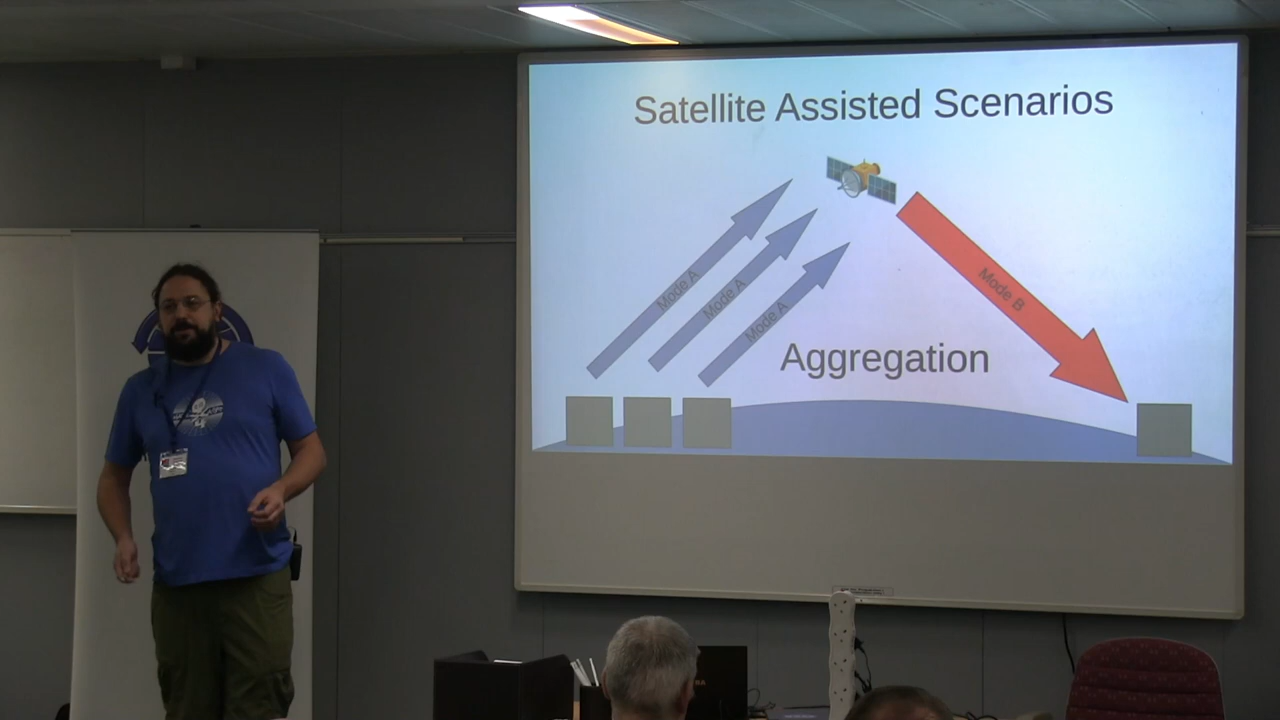 Satellite Assisted Scenarios
Mode A
Mode A
Mode A
Mode B
Aggregation